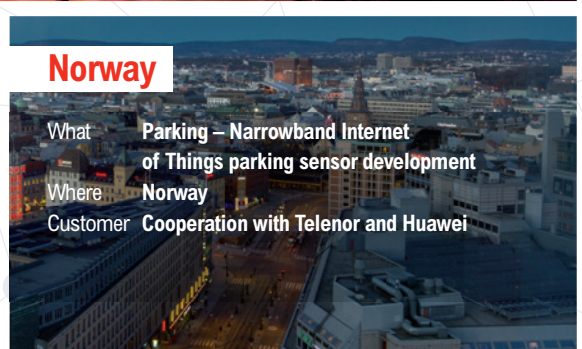 Norway
What Parking – Narrowband Internet
of Things parking sensor development
Where Norway
Customer Cooperation with Telenor and Huawei